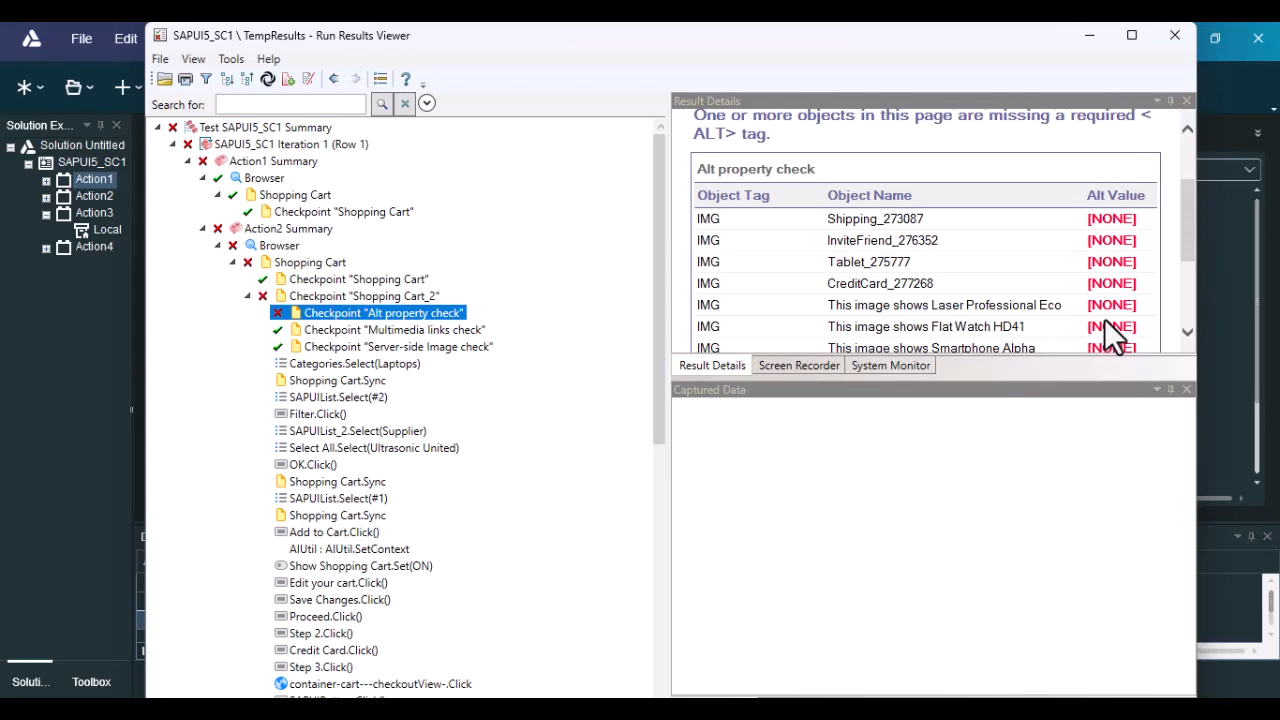 File Edit
SAPUI5_SC1 \ TempResults - Run Results Viewer
File View Tools Help
Search for:
Solution Ex...
Solution Untitled
SAPUI5_SC1
Action1
Action2
Action3
Local
Action4
Soluti...
Toolbox
Test SAPUI5_SC1 Summary
SAPUI5_SC1 Iteration 1 (Row 1)
Action1 Summary
Browser
Shopping Cart
Checkpoint "Shopping Cart"
Action2 Summary
Browser
Shopping Cart
Checkpoint "Shopping Cart"
Checkpoint "Shopping Cart_2"
Checkpoint "Alt property check"
Checkpoint "Multimedia links check"
Checkpoint "Server-side Image check"
Categories.Select(Laptops)
Shopping Cart.Sync
SAPUIList.Select(#2)
Filter.Click()
SAPUIList_2.Select(Supplier)
Select All.Select(Ultrasonic United)
OK.Click()
Shopping Cart.Sync
SAPUIList.Select(#1)
Shopping Cart.Sync
Add to Cart.Click()
AIUtil : AIUtil.SetContext
Show Shopping Cart.Set(ON)
Edit your cart.Click()
Save Changes.Click()
Proceed.Click()
Step 2.Click()
Credit Card.Click()
Step 3.Click()
container-cart---checkoutView-.Click
Result Details
One or more objects in this page are missing a required <
ALT> tag.
Alt property check
Object Tag Object Name Alt Value
IMG Shipping_273087 [NONE]
IMG InviteFriend_276352 [NONE]
IMG Tablet_275777 [NONE]
IMG CreditCard_277268 [NONE]
IMG This image shows Laser Professional Eco [NONE]
IMG This image shows Flat Watch HD41 [NONE]
IMG This image shows Smartphone Alpha
Result Details Screen Recorder System Monitor
Captured Data